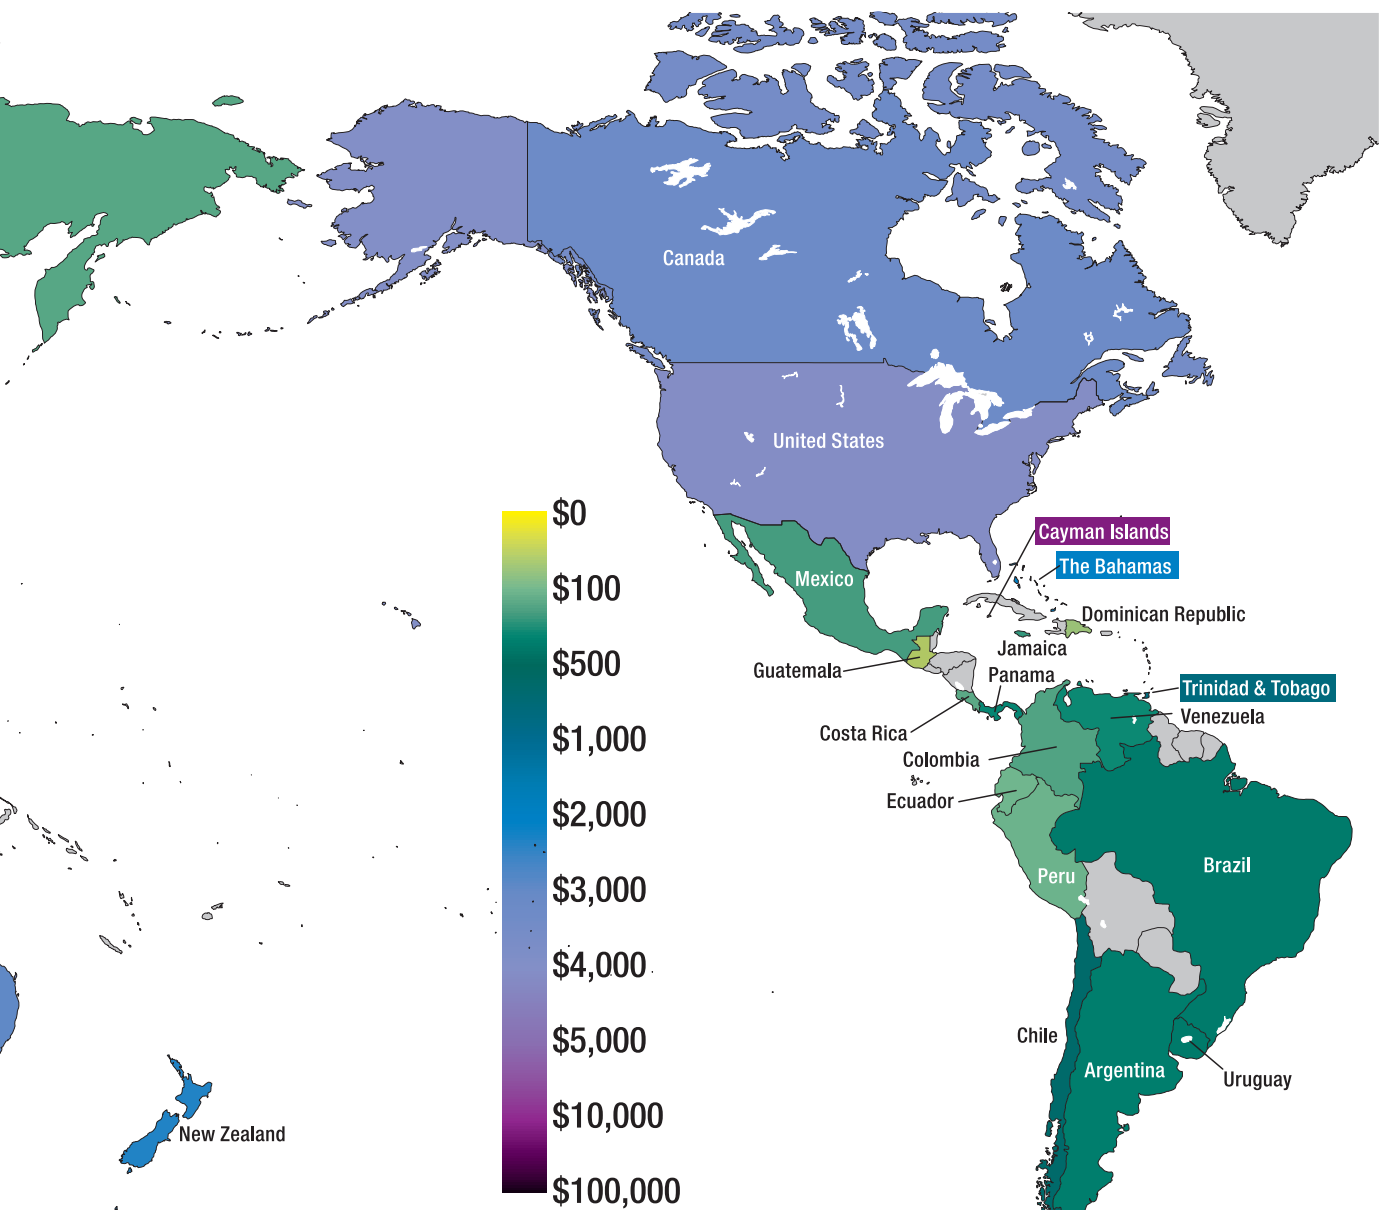 Canada
United States
$0
Cayman Islands
The Bahamas
Mexico
$100
Dominican Republic
Jamaica
Guatemala
$500
Panama
Trinidad & Tobago
Venezuela
Costa Rica
$1,000
Colombia
Ecuador
$2,000
Brazil
Peru
$3,000
$4,000
Chile
$5,000
Argentina
Uruguay
$10,000
New Zealand
$100,000